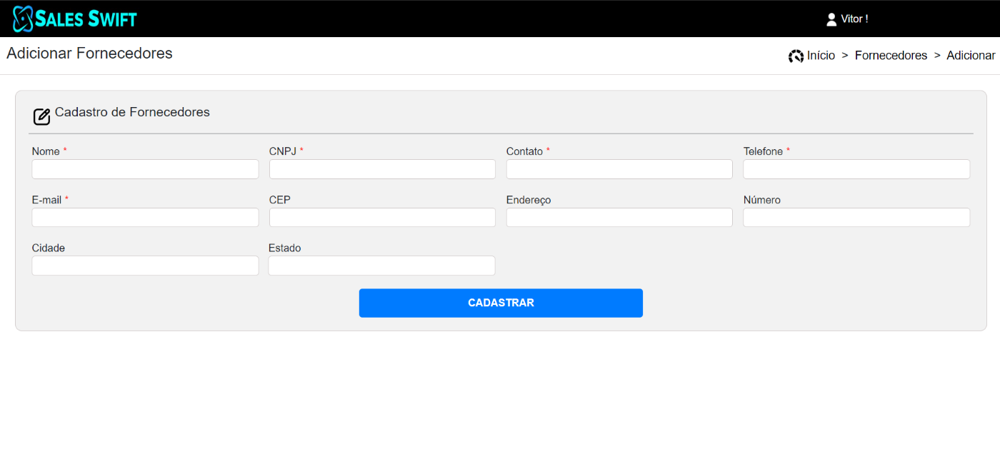 SALES SWIFT Vitor !
Adicionar Fornecedores Início > Fornecedores > Adicionar
Cadastro de Fornecedores
Nome * CNPJ * Contato * Telefone *
E-mail * CEP Endereço Número
Cidade Estado
CADASTRAR